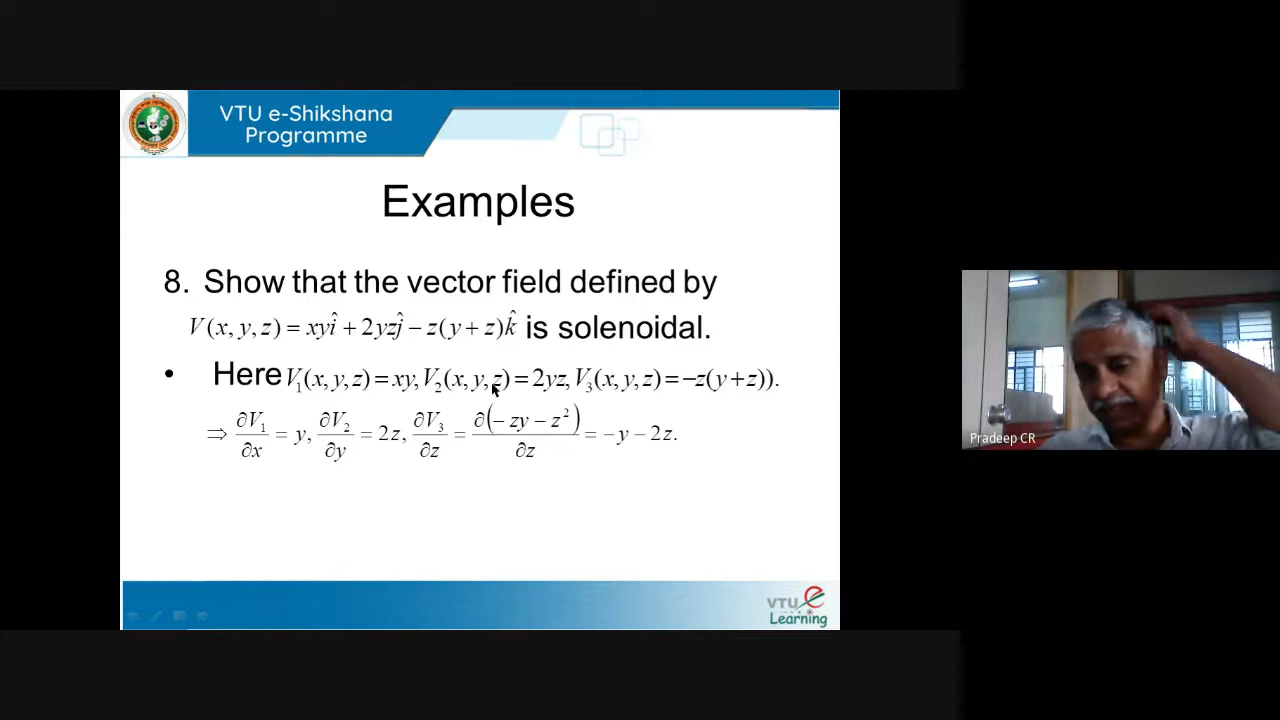 VTU e-Shikshana
Programme
Examples
8. Show that the vector field defined by
V(x, y, z) = xyî + 2yzĵ − z(y + z)k̂ is solenoidal.
• Here V₁(x, y, z) = xy, V₂(x, y, z) = 2yz, V₃(x, y, z) = −z(y + z)).
⇒ ∂V₁/∂x = y, ∂V₂/∂y = 2z, ∂V₃/∂z = ∂(− zy − z²)/∂z = − y − 2z.
Pradeep CR
VTU e
Learning